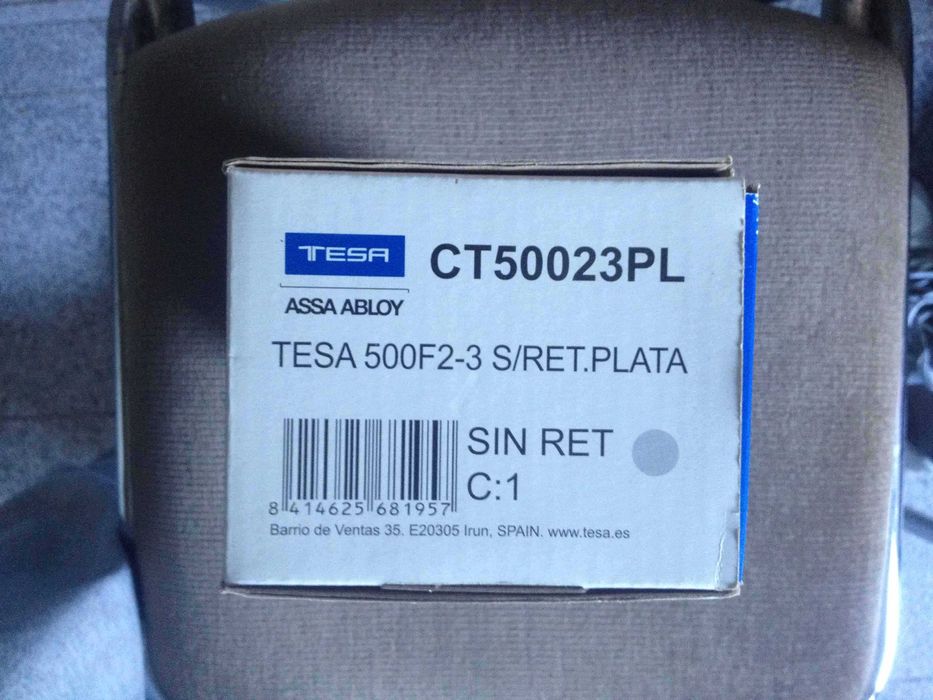 TESA CT50023PL
ASSA ABLOY
TESA 500F2-3 S/RET.PLATA
SIN RET
C:1
8 414625 681957
Barrio de Ventas 35. E20305 Irun, SPAIN. www.tesa.es